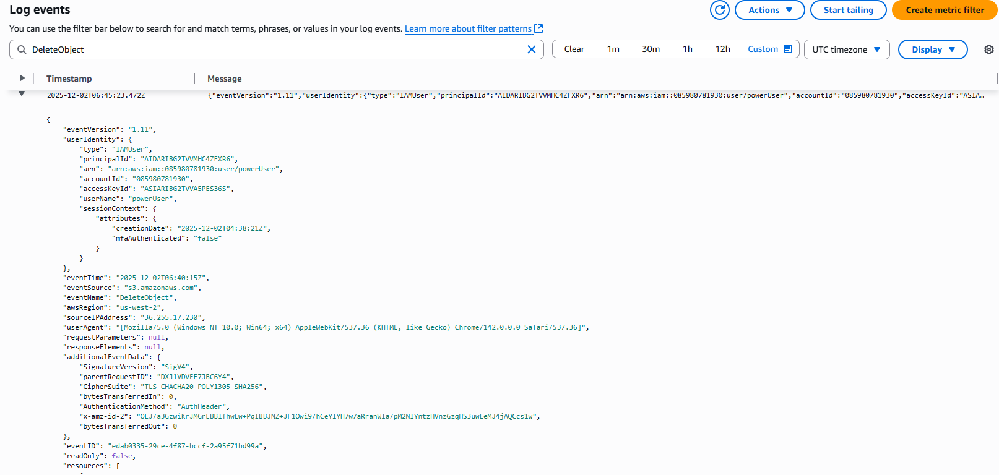 Log events
Actions
Start tailing
Create metric filter
You can use the filter bar below to search for and match terms, phrases, or values in your log events. Learn more about filter patterns
DeleteObject
Clear 1m 30m 1h 12h Custom
UTC timezone
Display
Timestamp Message
2025-12-02T06:45:23.472Z {"eventVersion":"1.11","userIdentity":{"type":"IAMUser","principalId":"AIDARIBG2TVVMHC4ZFXR6","arn":"arn:aws:iam::085980781930:user/powerUser","accountId":"085980781930","accessKeyId":"ASIA…
{
"eventVersion": "1.11",
"userIdentity": {
"type": "IAMUser",
"principalId": "AIDARIBG2TVVMHC4ZFXR6",
"arn": "arn:aws:iam::085980781930:user/powerUser",
"accountId": "085980781930",
"accessKeyId": "ASIARIBG2TVVA5PES36S",
"userName": "powerUser",
"sessionContext": {
"attributes": {
"creationDate": "2025-12-02T04:38:21Z",
"mfaAuthenticated": "false"
}
}
},
"eventTime": "2025-12-02T06:40:15Z",
"eventSource": "s3.amazonaws.com",
"eventName": "DeleteObject",
"awsRegion": "us-west-2",
"sourceIPAddress": "36.255.17.230",
"userAgent": "[Mozilla/5.0 (Windows NT 10.0; Win64; x64) AppleWebKit/537.36 (KHTML, like Gecko) Chrome/142.0.0.0 Safari/537.36]",
"requestParameters": null,
"responseElements": null,
"additionalEventData": {
"SignatureVersion": "SigV4",
"parentRequestID": "DXJ1VDVFF7JBC6Y4",
"CipherSuite": "TLS_CHACHA20_POLY1305_SHA256",
"bytesTransferredIn": 0,
"AuthenticationMethod": "AuthHeader",
"x-amz-id-2": "OLJ/a3GzwiKrJMGrEBBIfhwLw+PqIBBJNZ+JF1Owi9/hCeYlYH7w7aRranWla/pM2NIYntzHVnzGzqHS3uwLeMJ4jAQCcs1w",
"bytesTransferredOut": 0
},
"eventID": "edab0335-29ce-4f87-bccf-2a95f71bd99a",
"readOnly": false,
"resources": [